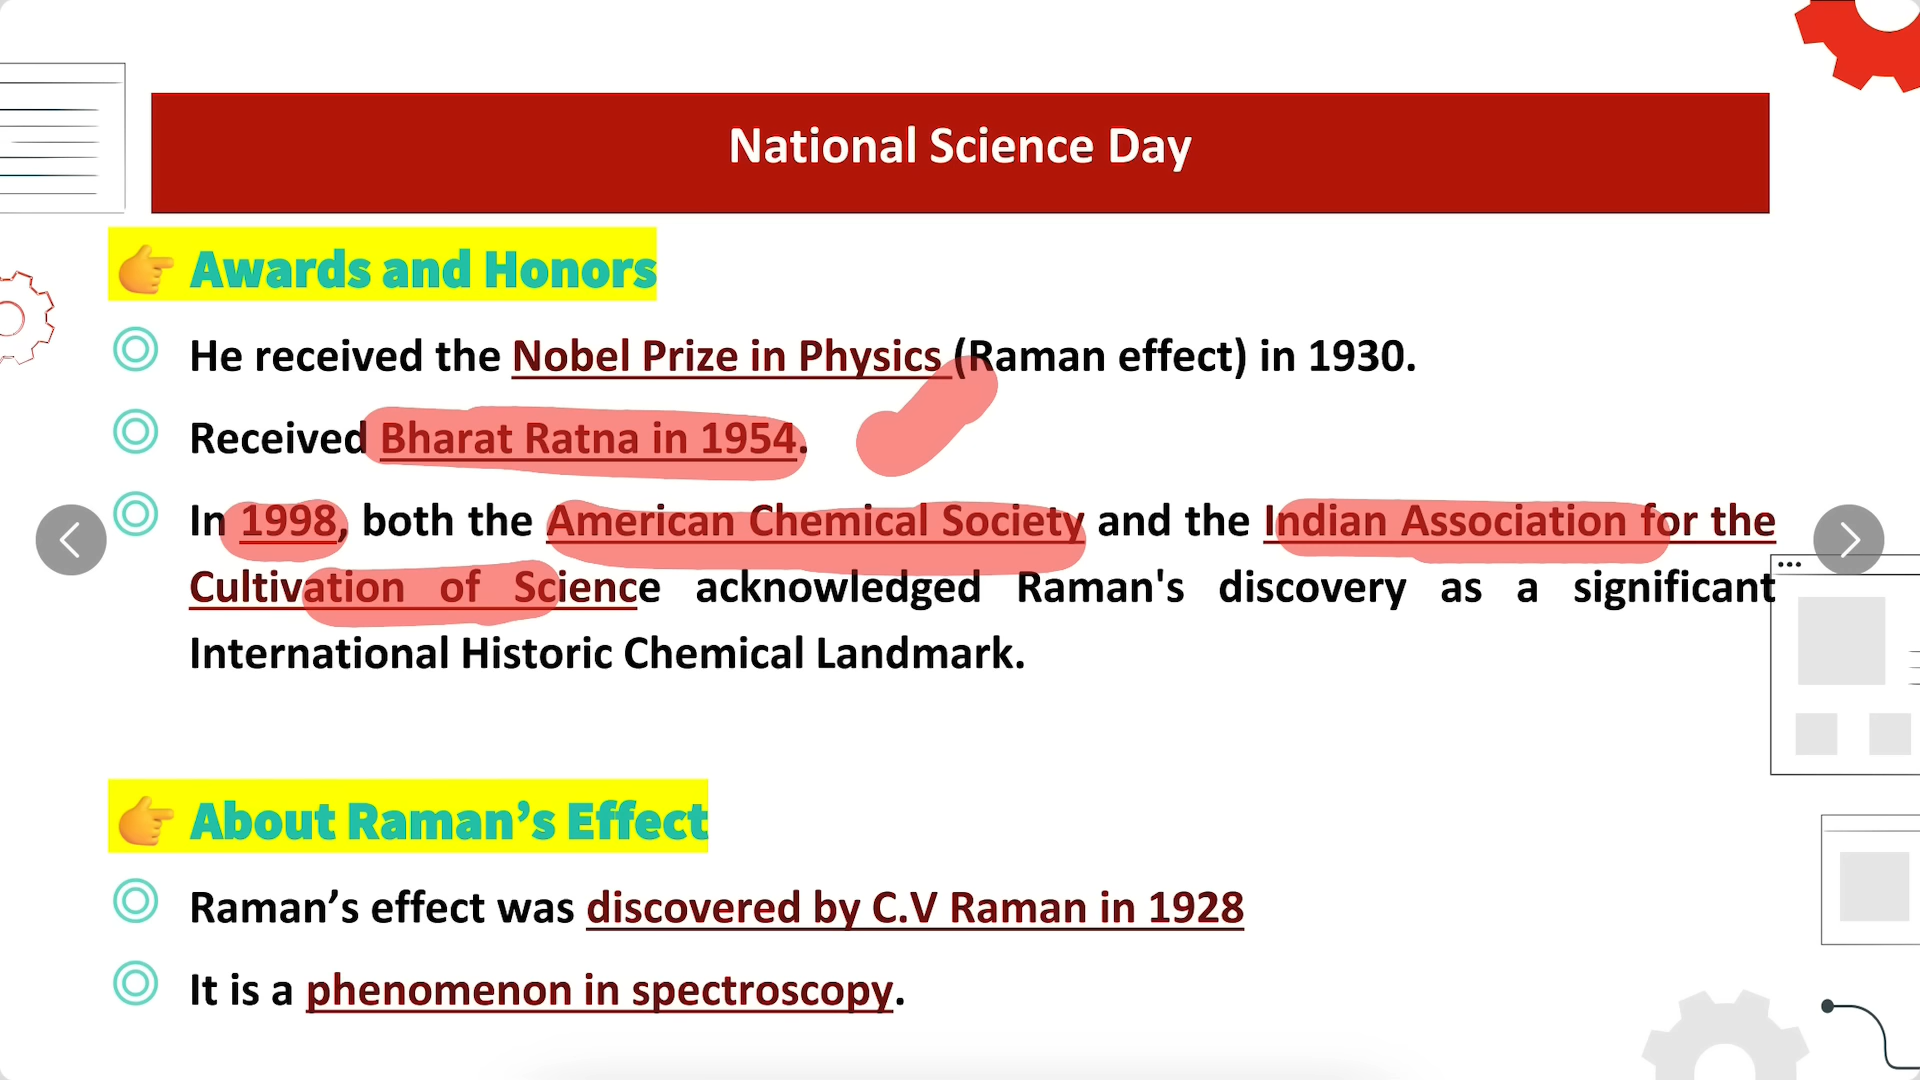 National Science Day
👉 Awards and Honors
He received the Nobel Prize in Physics (Raman effect) in 1930.
Received Bharat Ratna in 1954.
In 1998, both the American Chemical Society and the Indian Association for the
Cultivation of Science acknowledged Raman's discovery as a significant
International Historic Chemical Landmark.
👉 About Raman’s Effect
Raman’s effect was discovered by C.V Raman in 1928
It is a phenomenon in spectroscopy.